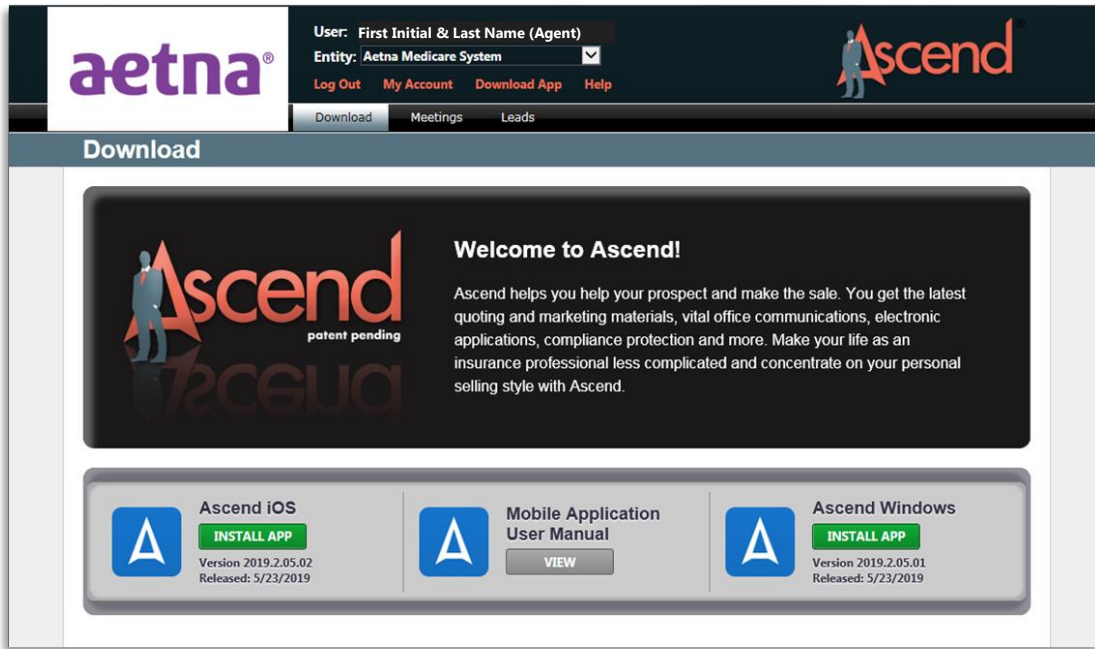 aetna®
User: First Initial & Last Name (Agent)
Entity: Aetna Medicare System
Log Out My Account Download App Help
Ascend
Download Meetings Leads
Download
Ascend
patent pending
Welcome to Ascend!
Ascend helps you help your prospect and make the sale. You get the latest
quoting and marketing materials, vital office communications, electronic
applications, compliance protection and more. Make your life as an
insurance professional less complicated and concentrate on your personal
selling style with Ascend.
Ascend iOS
INSTALL APP
Version 2019.2.05.02
Released: 5/23/2019
Mobile Application
User Manual
VIEW
Ascend Windows
INSTALL APP
Version 2019.2.05.01
Released: 5/23/2019